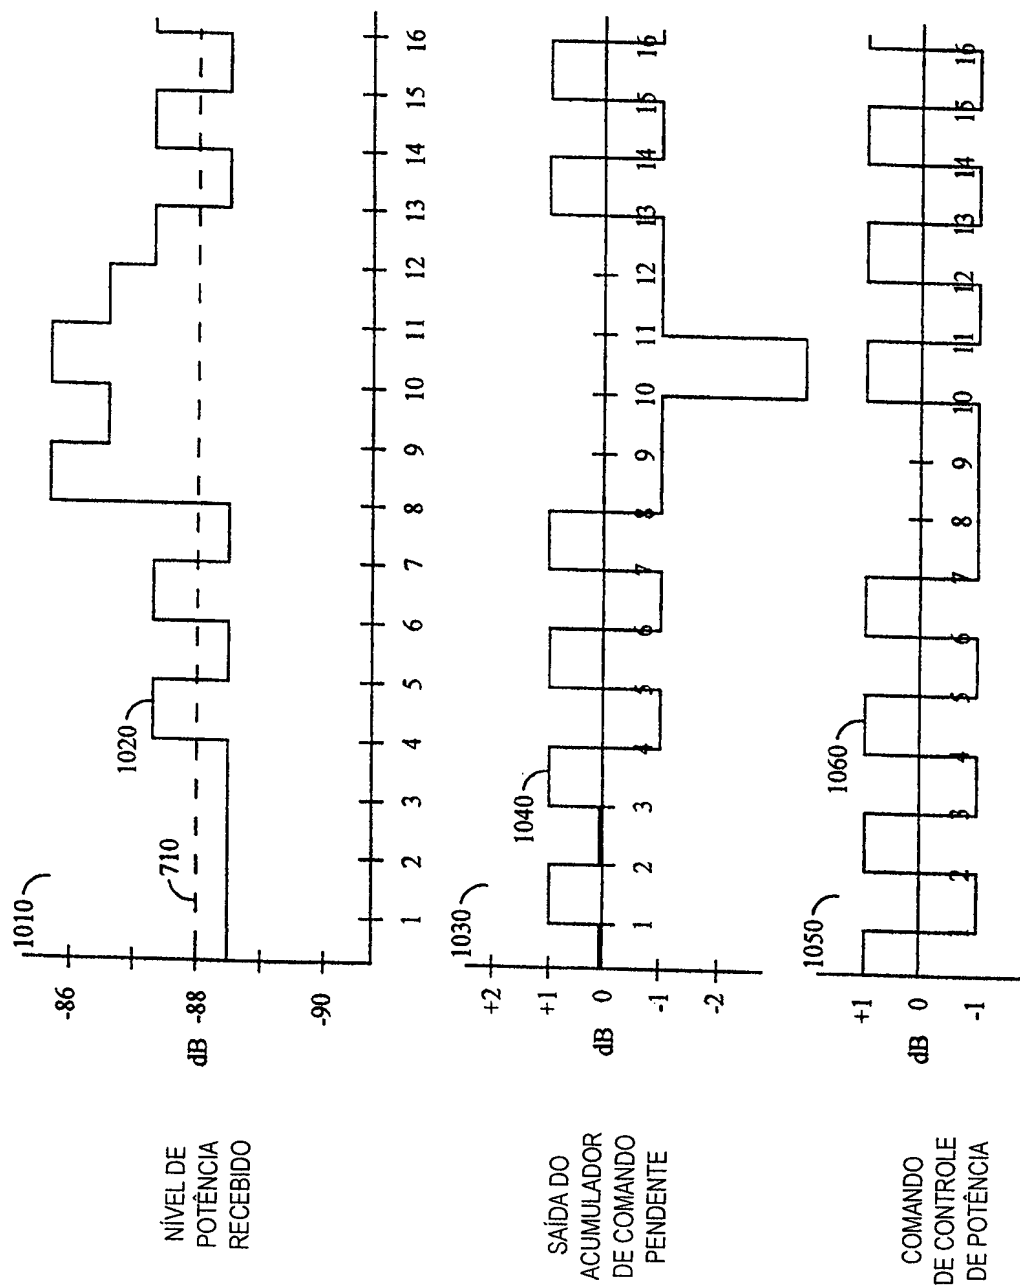 NÍVEL DE
POTÊNCIA
RECEBIDO
dB
-86
-88
-90
1010
710
1020
1 2 3 4 5 6 7 8 9 10 11 12 13 14 15 16
SAÍDA DO
ACUMULADOR
DE COMANDO
PENDENTE
dB
+2
+1
0
-1
-2
1030
1040
1 2 3 4 5 6 7 8 9 10 11 12 13 14 15 16
COMANDO
DE CONTROLE
DE POTÊNCIA
dB
+1
0
-1
1050
1060
1 2 3 4 5 6 7 8 9 10 11 12 13 14 15 16